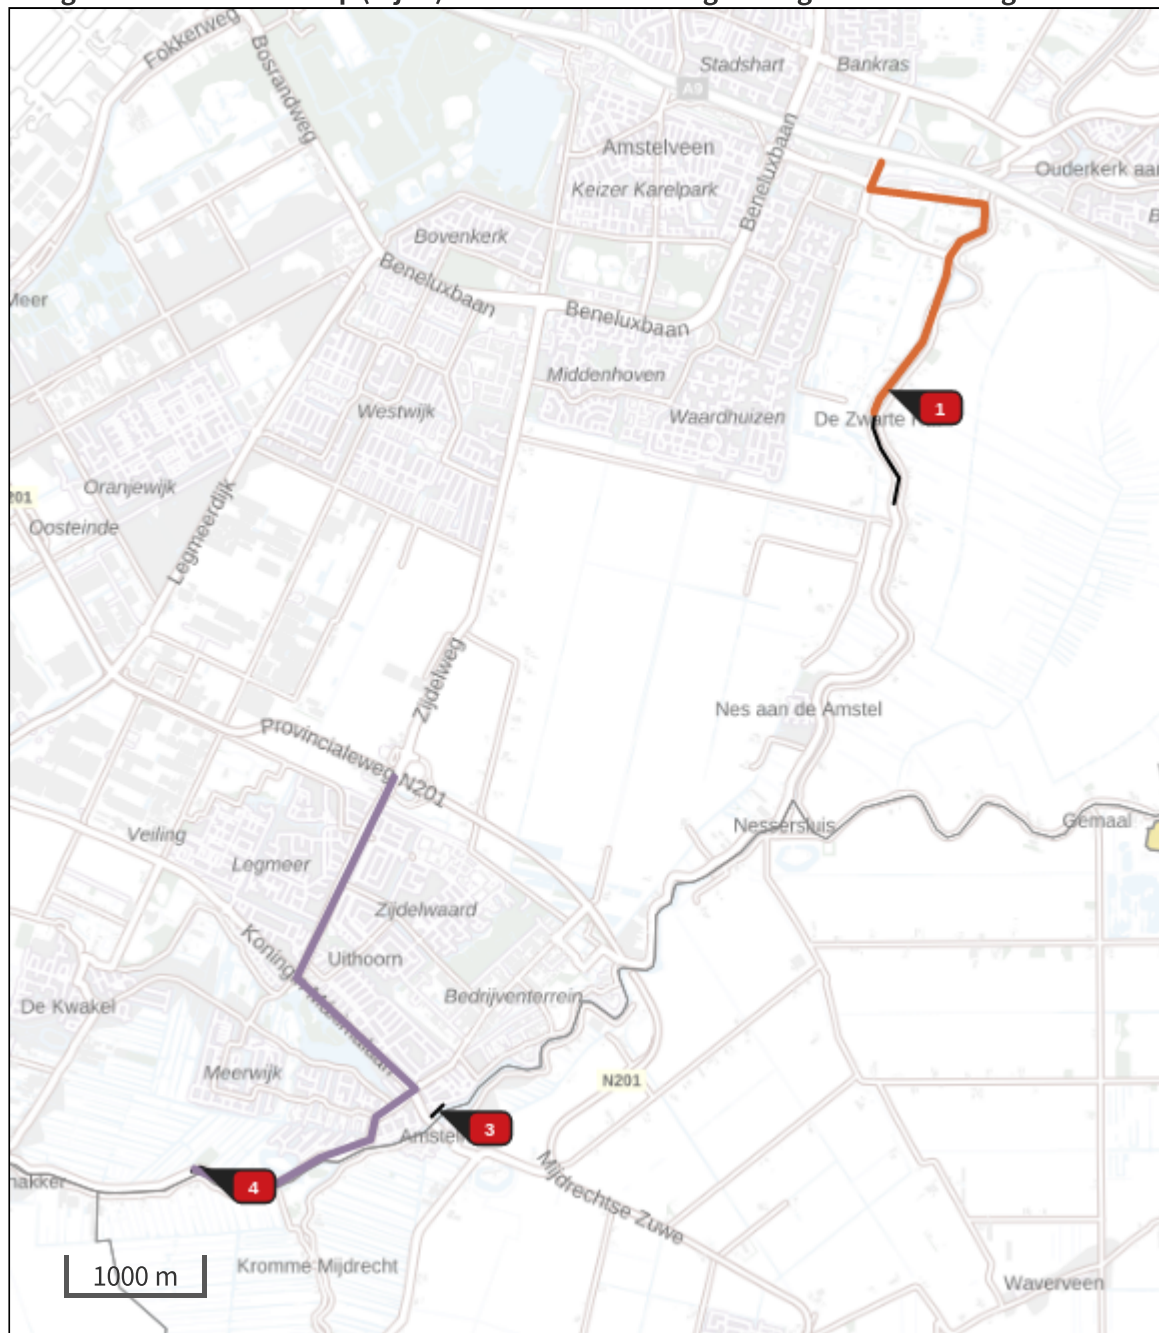 Fokkerweg
Bosrandweg
Stadshart
Bankras
A9
Amstelveen
Beneluxbaan
Keizer Karelpark
Ouderkerk aan
Bovenkerk
Beneluxbaan
Beneluxbaan
Meer
Middenhoven
Westwijk
Waardhuizen
De Zwarte
1
Oranjewijk
201
Oosteinde
Legmeerdijk
Zijdelweg
Nes aan de Amstel
Provincialeweg N201
Nessersluis
Gemaal
Veiling
Legmeer
Zijdelwaard
Uithoorn
Bedrijventerrein
De Kwakel
Meerwijk
N201
3
4
Mijdrechtse Zuwe
Kromme Mijdrecht
1000 m
Waverveen